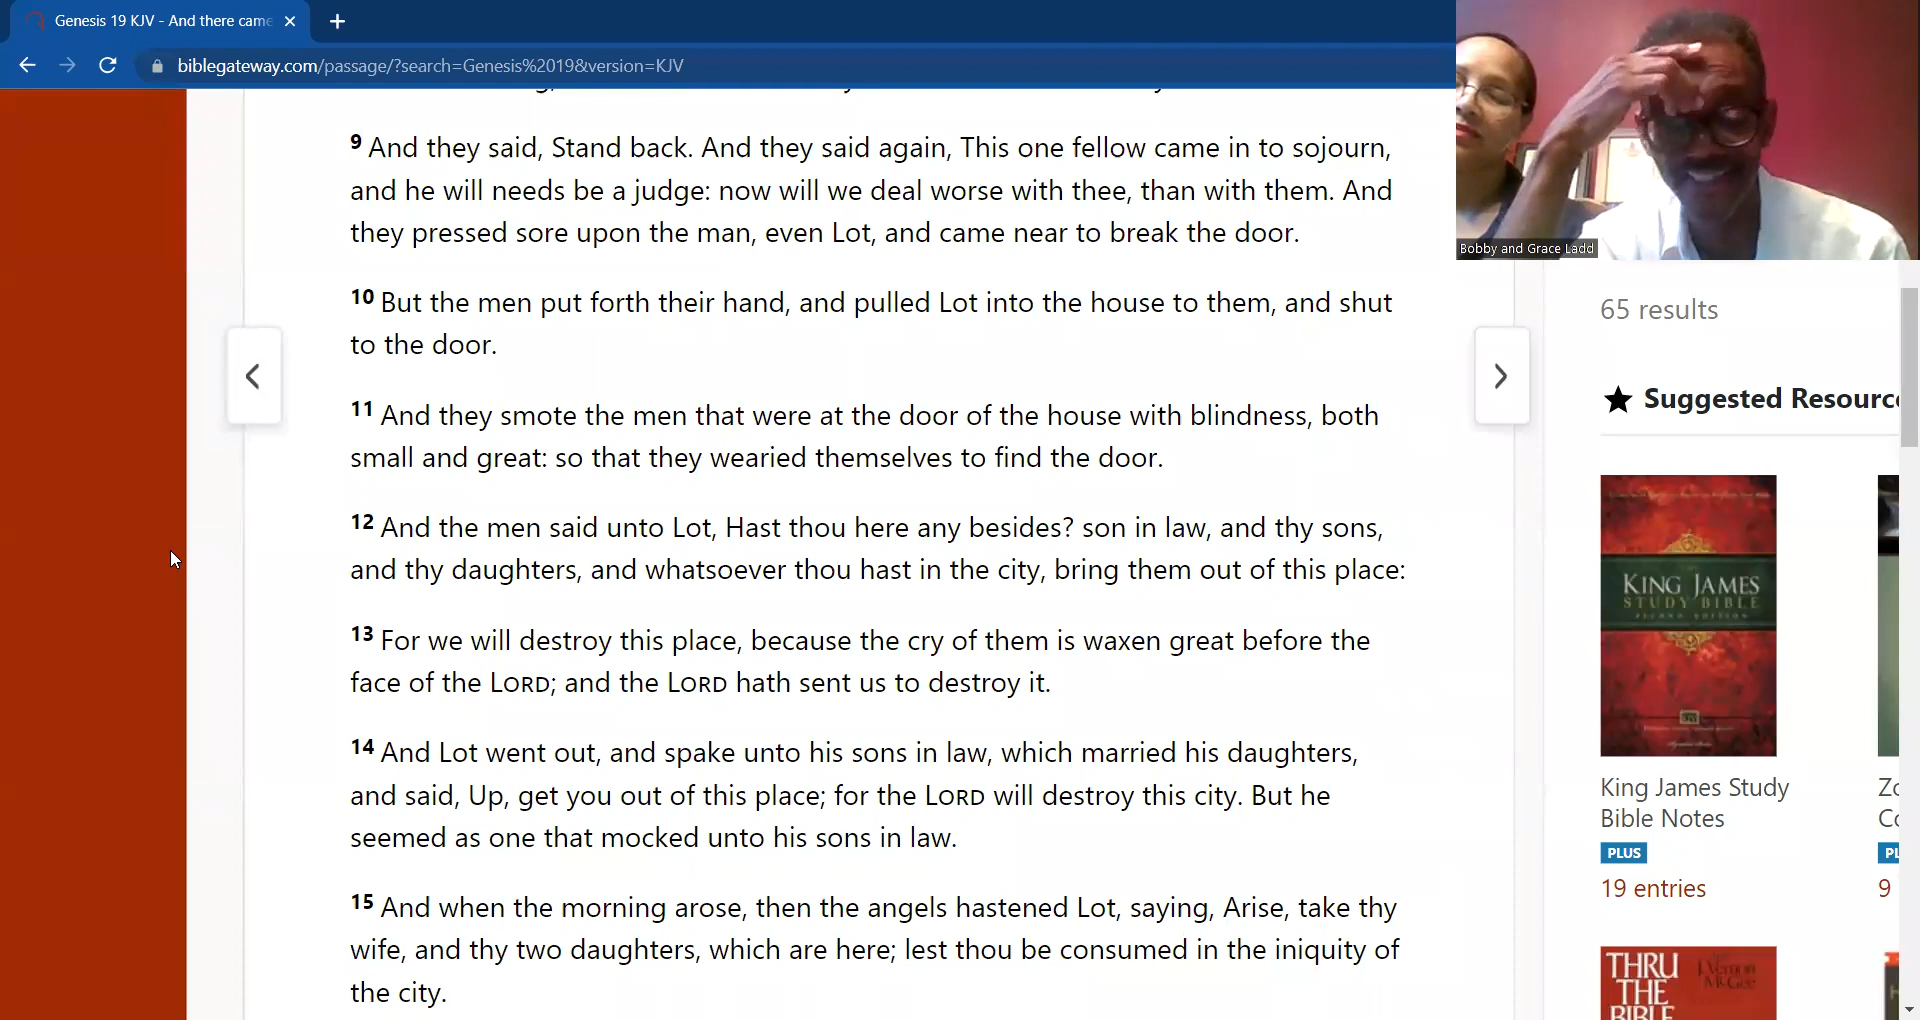 Genesis 19 KJV - And there came
biblegateway.com/passage/?search=Genesis%2019&version=KJV
Bobby and Grace Ladd
9 And they said, Stand back. And they said again, This one fellow came in to sojourn,
and he will needs be a judge: now will we deal worse with thee, than with them. And
they pressed sore upon the man, even Lot, and came near to break the door.
10 But the men put forth their hand, and pulled Lot into the house to them, and shut
to the door.
11 And they smote the men that were at the door of the house with blindness, both
small and great: so that they wearied themselves to find the door.
12 And the men said unto Lot, Hast thou here any besides? son in law, and thy sons,
and thy daughters, and whatsoever thou hast in the city, bring them out of this place:
13 For we will destroy this place, because the cry of them is waxen great before the
face of the LORD; and the LORD hath sent us to destroy it.
14 And Lot went out, and spake unto his sons in law, which married his daughters,
and said, Up, get you out of this place; for the LORD will destroy this city. But he
seemed as one that mocked unto his sons in law.
15 And when the morning arose, then the angels hastened Lot, saying, Arise, take thy
wife, and thy two daughters, which are here; lest thou be consumed in the iniquity of
the city.
65 results
Suggested Resourc
KING JAMES
STUDY BIBLE
SECOND EDITION
King James Study
Bible Notes
PLUS
19 entries
Zo
Co
PL
9
THRU
THE
BIBLE
J. Vernon
McGee